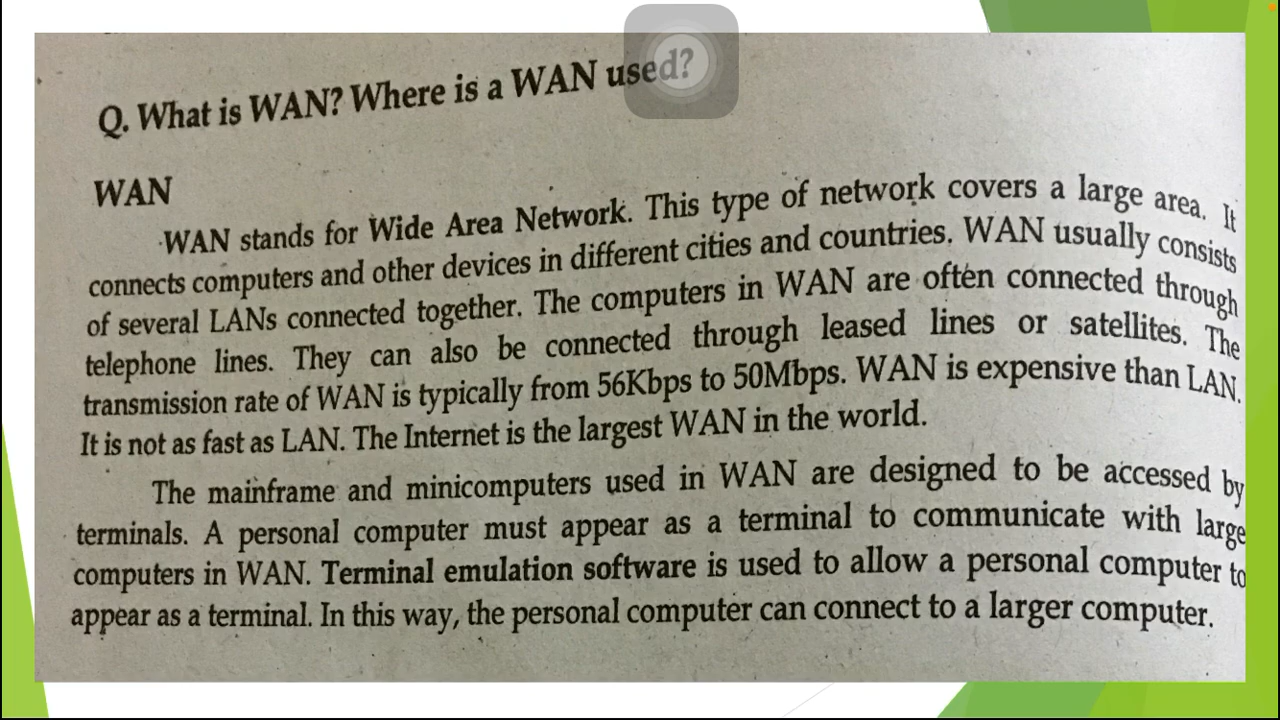 Q. What is WAN? Where is a WAN used?
WAN
WAN stands for Wide Area Network. This type of network covers a large area. It
connects computers and other devices in different cities and countries. WAN usually consists
of several LANs connected together. The computers in WAN are often connected through
telephone lines. They can also be connected through leased lines or satellites. The
transmission rate of WAN is typically from 56Kbps to 50Mbps. WAN is expensive than LAN.
It is not as fast as LAN. The Internet is the largest WAN in the world.
The mainframe and minicomputers used in WAN are designed to be accessed by
terminals. A personal computer must appear as a terminal to communicate with large
computers in WAN. Terminal emulation software is used to allow a personal computer to
appear as a terminal. In this way, the personal computer can connect to a larger computer.